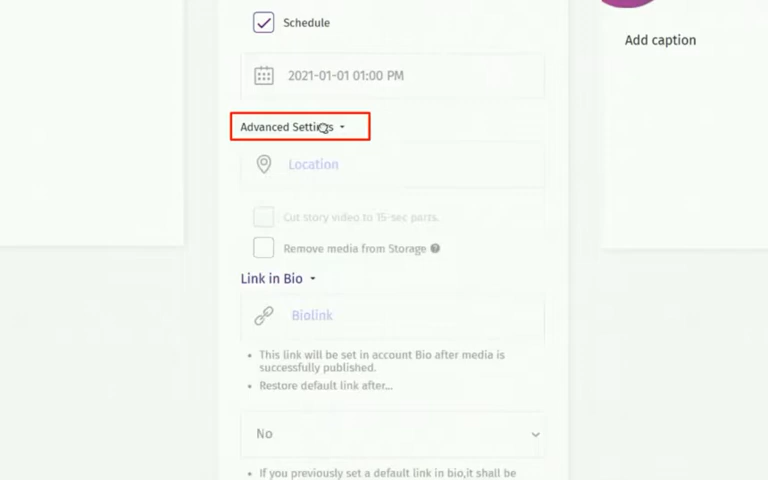 Schedule
Add caption
2021-01-01 01:00 PM
Advanced Settings
Location
Cut story video to 15-sec parts.
Remove media from Storage
Link in Bio
Biolink
This link will be set in account Bio after media is
successfully published.
Restore default link after...
No
If you previously set a default link in bio,it shall be